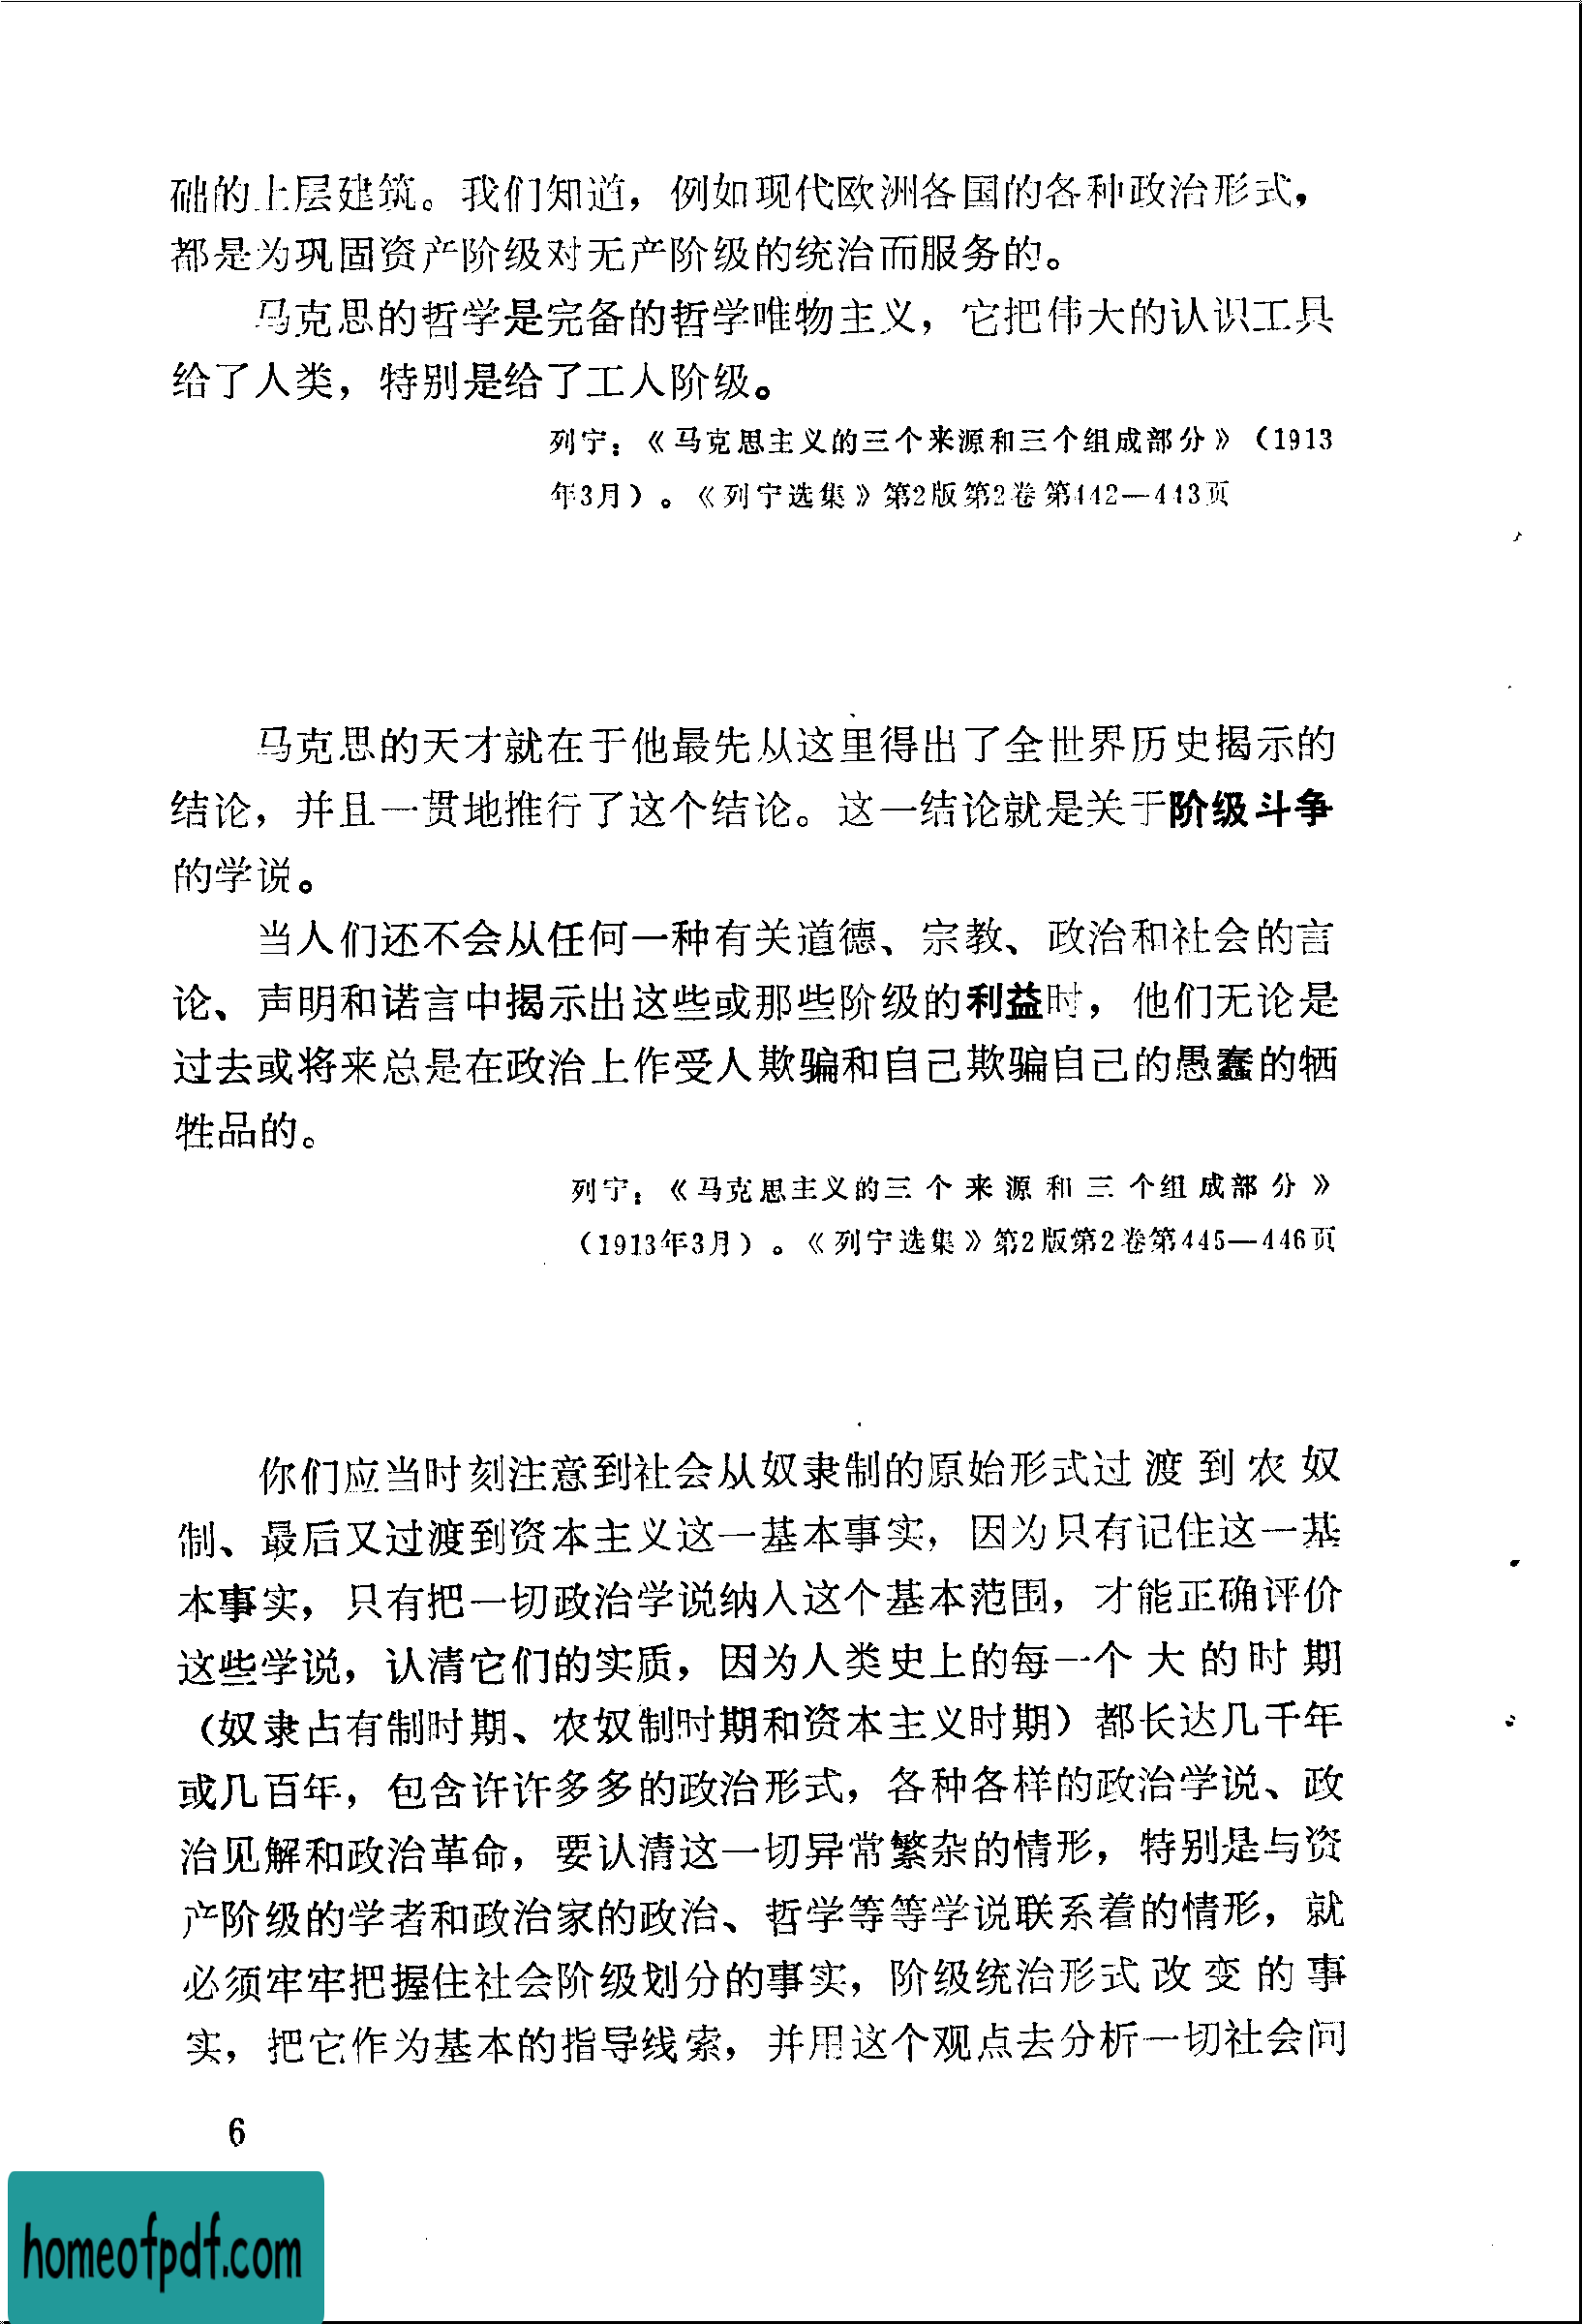 础的上层建筑。我们知道，例如现代欧洲各国的各种政治形式，
都是为巩固资产阶级对无产阶级的统治而服务的。
马克思的哲学是完备的哲学唯物主义，它把伟大的认识工具
给了人类，特别是给了工人阶级。
列宁：《马克思主义的三个来源和三个组成部分》（1913
年3月）。《列宁选集》第2版第2卷第442—443页
马克思的天才就在于他最先从这里得出了全世界历史揭示的
结论，并且一贯地推行了这个结论。这一结论就是关于阶级斗争
的学说。
当人们还不会从任何一种有关道德、宗教、政治和社会的言
论、声明和诺言中揭示出这些或那些阶级的利益时，他们无论是
过去或将来总是在政治上作受人欺骗和自己欺骗自己的愚蠢的牺
牲品的。
列宁：《马克思主义的三个来源和三个组成部分》
（1913年3月）。《列宁选集》第2版第2卷第445—446页
你们应当时刻注意到社会从奴隶制的原始形式过渡到农奴
制、最后又过渡到资本主义这一基本事实，因为只有记住这一基
本事实，只有把一切政治学说纳入这个基本范围，才能正确评价
这些学说，认清它们的实质，因为人类史上的每一个大的时期
（奴隶占有制时期、农奴制时期和资本主义时期）都长达几千年
或几百年，包含许许多多的政治形式，各种各样的政治学说、政
治见解和政治革命，要认清这一切异常繁杂的情形，特别是与资
产阶级的学者和政治家的政治、哲学等等学说联系着的情形，就
必须牢牢把握住社会阶级划分的事实，阶级统治形式改变的事
实，把它作为基本的指导线索，并用这个观点去分析一切社会问
6
homeofpdf.com